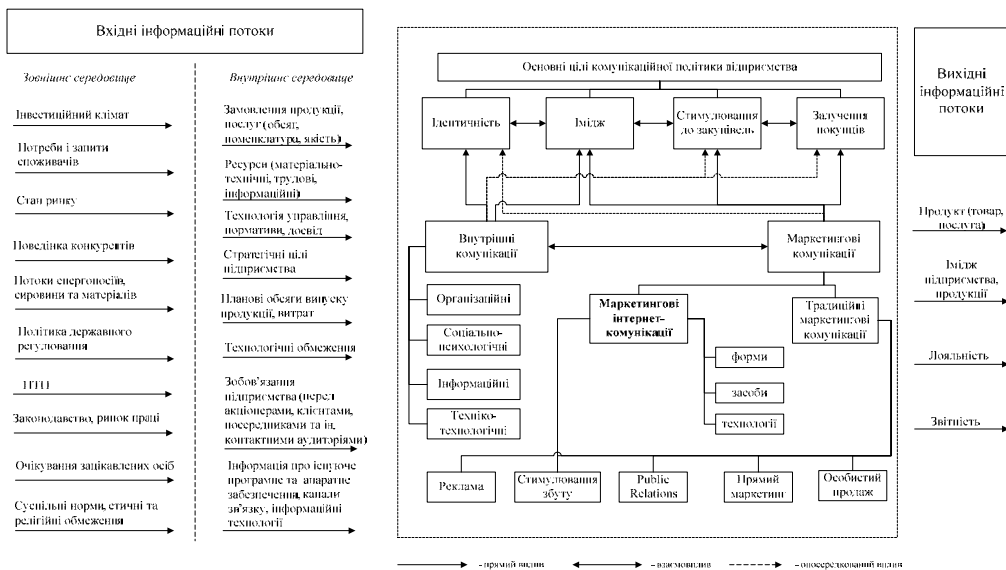 Вхідні інформаційні потоки
Зовнішнє середовище
Інвестиційний клімат
Потреби і запити
споживачів
Стан ринку
Поведінка конкурентів
Потоки енергоносіїв,
сировини та матеріалів
Політика державного
регулювання
НТП
Законодавство, ринок праці
Очікування зацікавлених осіб
Суспільні норми, етичні та
релігійні обмеження
Внутрішнє середовище
Замовлення продукції,
послуг (обсяг,
номенклатура, якість)
Ресурси (матеріально-
технічні, трудові,
інформаційні)
Технологія управління,
нормативи, досвід
Стратегічні цілі
підприємства
Планові обсяги випуску
продукції, витрат
Технологічні обмеження
Зобов'язання
підприємства (перед
акціонерами, клієнтами,
посередниками та ін.
контактними аудиторіями)
Інформація про існуюче
програмне та апаратне
забезпечення, канали
зв'язку, інформаційні
технології
Основні цілі комунікаційної політики підприємства
Ідентичність
Імідж
Стимулювання
до закупівель
Залучення
покупців
Внутрішні
комунікації
Маркетингові
комунікації
Організаційні
Соціально-
психологічні
Інформаційні
Техніко-
технологічні
Маркетингові
інтернет-
комунікації
Традиційні
маркетингові
комунікації
форми
засоби
технології
Реклама
Стимулювання
збуту
Public
Relations
Прямий
маркетинг
Особистий
продаж
Вихідні
інформаційні
потоки
Продукт (товар,
послуга)
Імідж
підприємства,
продукції
Лояльність
Звітність
- прямий вплив
- взаємовплив
- опосередкований вплив